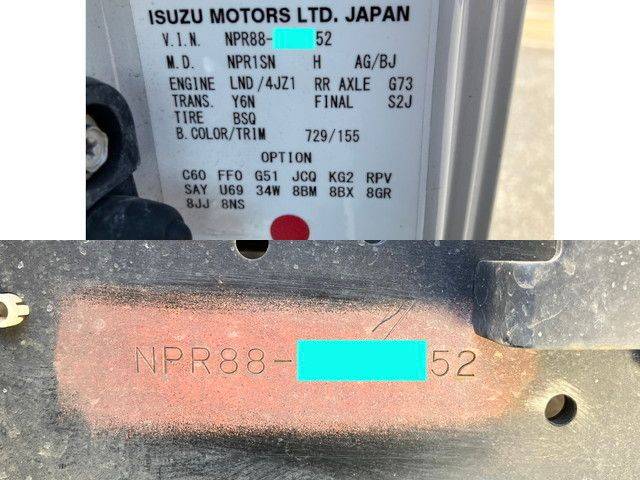 ISUZU MOTORS LTD. JAPAN
V.I.N. NPR88- 52
M.D. NPR1SN H AG/BJ
ENGINE LND/4JZ1 RR AXLE G73
TRANS. Y6N FINAL S2J
TIRE BSQ
B.COLOR/TRIM 729/155
OPTION
C60 FF0 G51 JCQ KG2 RPV
SAY U69 34W 8BM 8BX 8GR
8JJ 8NS
NPR88- 52